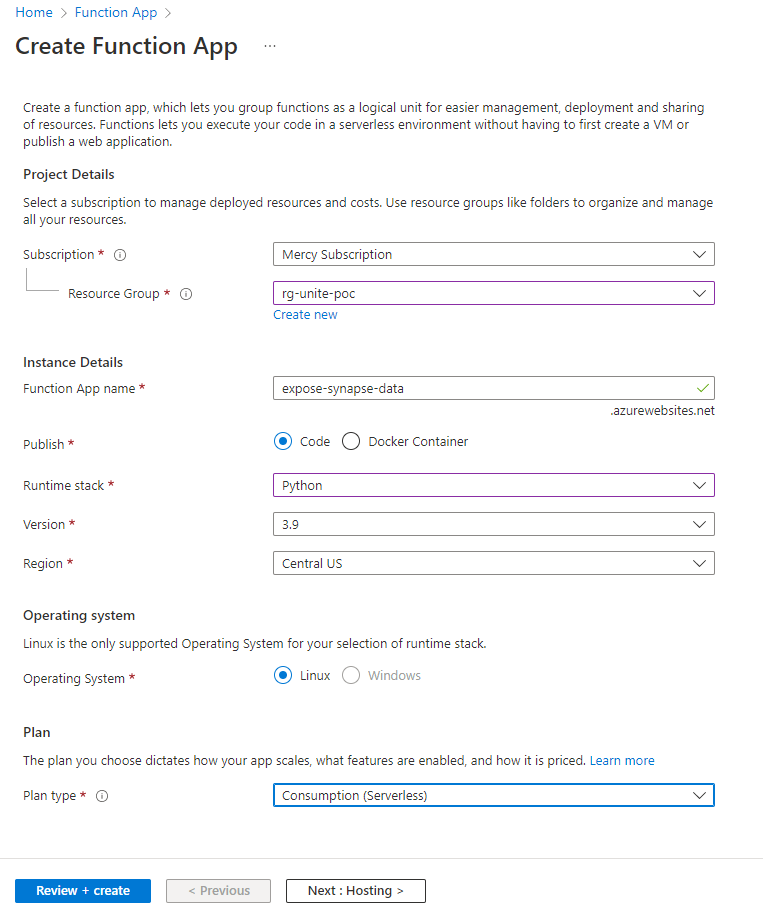 Home > Function App >
Create Function App ...
Create a function app, which lets you group functions as a logical unit for easier management, deployment and sharing
of resources. Functions lets you execute your code in a serverless environment without having to first create a VM or
publish a web application.
Project Details
Select a subscription to manage deployed resources and costs. Use resource groups like folders to organize and manage
all your resources.
Subscription * Mercy Subscription
Resource Group * rg-unite-poc
Create new
Instance Details
Function App name * expose-synapse-data
.azurewebsites.net
Publish * Code Docker Container
Runtime stack * Python
Version * 3.9
Region * Central US
Operating system
Linux is the only supported Operating System for your selection of runtime stack.
Operating System * Linux Windows
Plan
The plan you choose dictates how your app scales, what features are enabled, and how it is priced. Learn more
Plan type * Consumption (Serverless)
Review + create < Previous Next : Hosting >